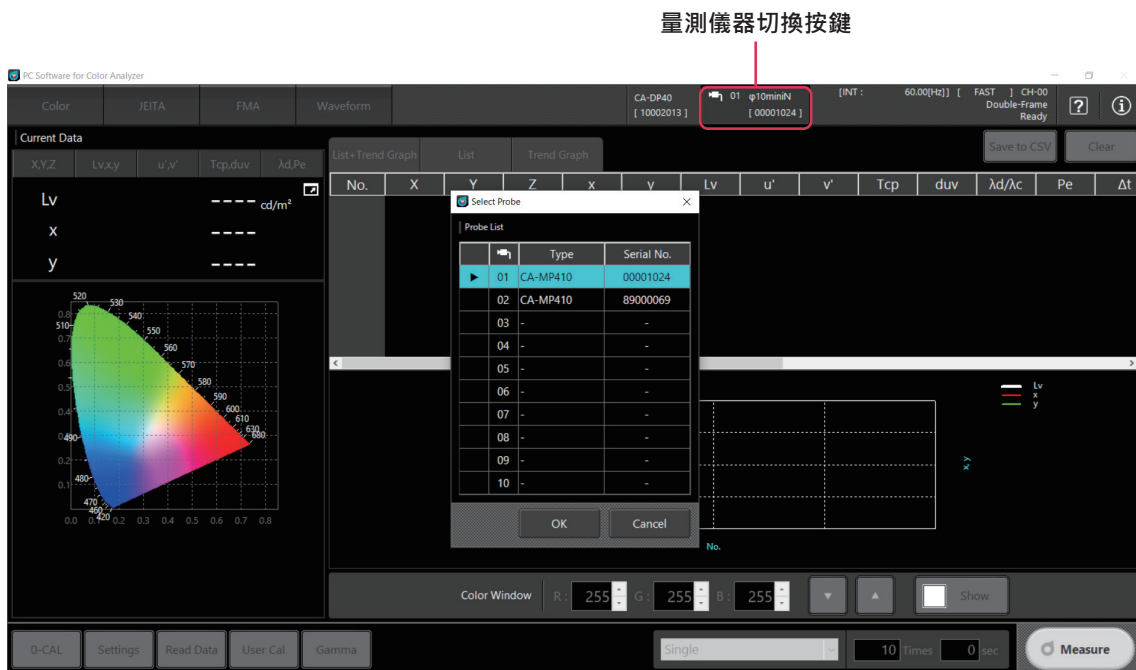 量測儀器切換按鍵
PC Software for Color Analyzer
Color JEITA FMA Waveform
CA-DP40
[ 10002013 ]
01 φ10miniN
[ 00001024 ]
[INT : 60.00[Hz]] [ FAST ] CH-00
Double-Frame
Ready
?
i
Current Data
X,Y,Z Lv,x,y u',v' Tcp,duv λd,Pe
List+Trend Graph List Trend Graph
Save to CSV Clear
No. X Y Z x y Lv u' v' Tcp duv λd/λc Pe Δt
Lv ---- cd/m²
x ----
y ----
Select Probe ×
Probe List
Type Serial No.
► 01 CA-MP410 00001024
02 CA-MP410 89000069
03 - -
04 - -
05 - -
06 - -
07 - -
08 - -
09 - -
10 - -
OK Cancel
520
530
540
550
560
570
580
590
600
610
630
680
510
490
480
470
460
420
0.8
0.7
0.6
0.5
0.4
0.2
0.1
0.0
0.0 0.1 0.2 0.3 0.4 0.5 0.6 0.7 0.8
Lv
x
y
x, y
No.
Color Window R : 255 G : 255 B : 255 ▼ ▲ Show
0-CAL Settings Read Data User Cal Gamma
Single 10 Times 0 sec Measure